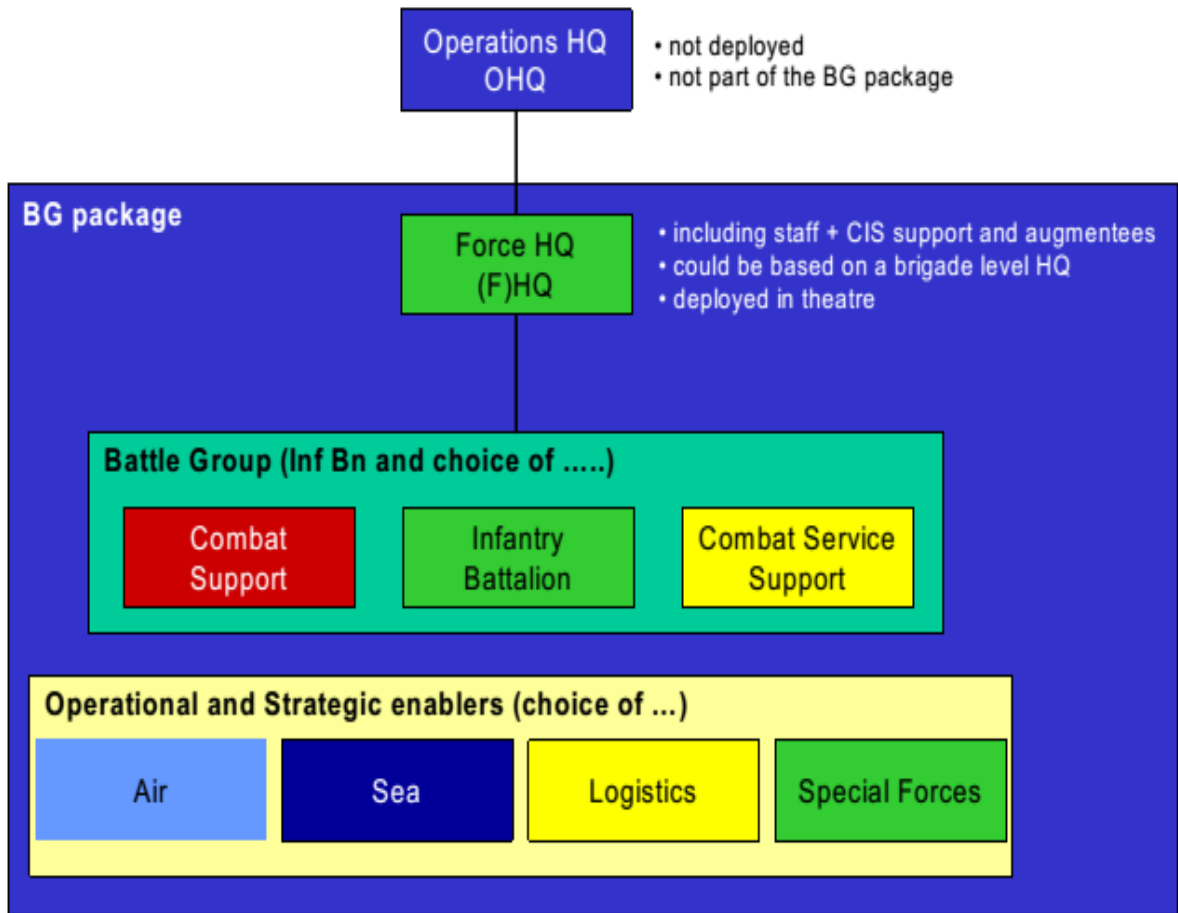 Operations HQ
OHQ
• not deployed
• not part of the BG package
BG package
Force HQ
(F)HQ
• including staff + CIS support and augmentees
• could be based on a brigade level HQ
• deployed in theatre
Battle Group (Inf Bn and choice of .....)
Combat
Support
Infantry
Battalion
Combat Service
Support
Operational and Strategic enablers (choice of ...)
Air
Sea
Logistics
Special Forces